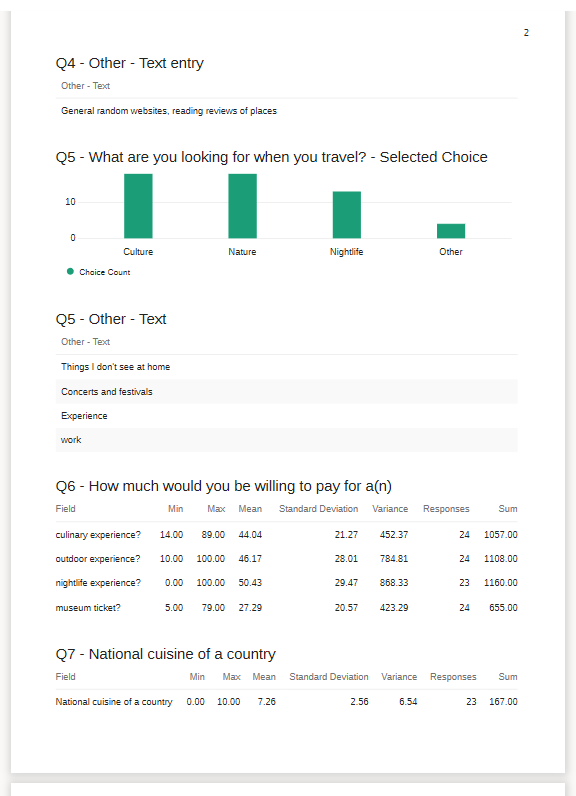 2
Q4 - Other - Text entry
Other - Text
General random websites, reading reviews of places
Q5 - What are you looking for when you travel? - Selected Choice
10
0
Culture Nature Nightlife Other
Choice Count
Q5 - Other - Text
Other - Text
Things I don't see at home
Concerts and festivals
Experience
work
Q6 - How much would you be willing to pay for a(n)
Field Min Max Mean Standard Deviation Variance Responses Sum
culinary experience? 14.00 89.00 44.04 21.27 452.37 24 1057.00
outdoor experience? 10.00 100.00 46.17 28.01 784.81 24 1108.00
nightlife experience? 0.00 100.00 50.43 29.47 868.33 23 1160.00
museum ticket? 5.00 79.00 27.29 20.57 423.29 24 655.00
Q7 - National cuisine of a country
Field Min Max Mean Standard Deviation Variance Responses Sum
National cuisine of a country 0.00 10.00 7.26 2.56 6.54 23 167.00